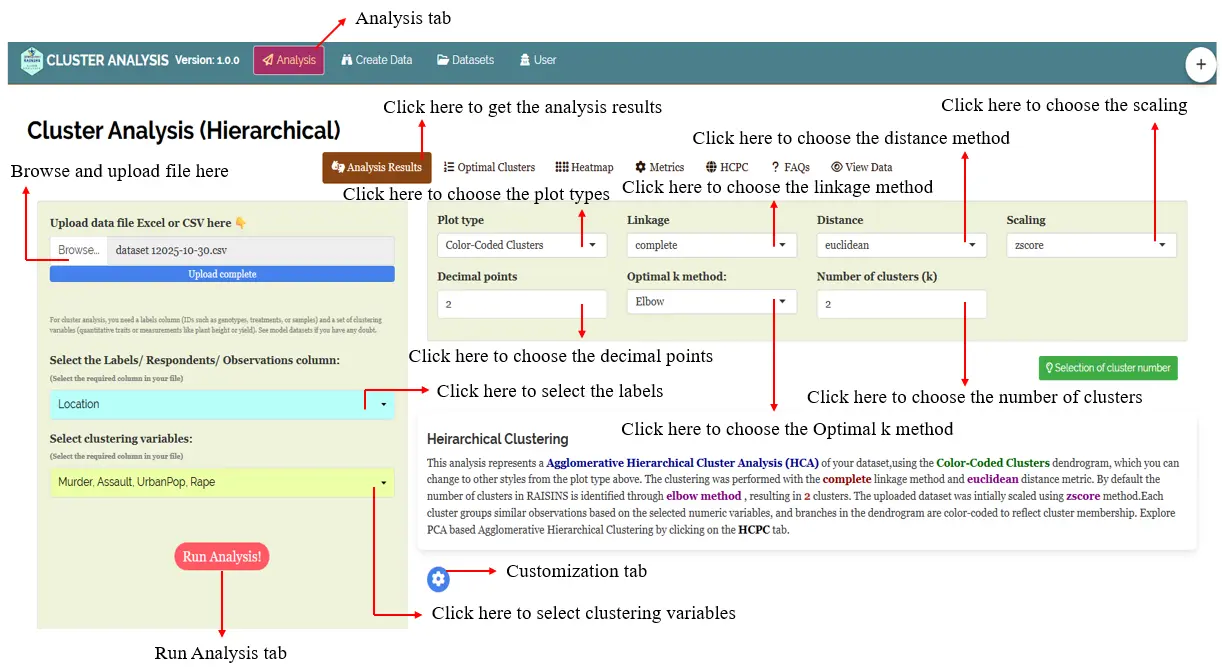 Analysis tab
CLUSTER ANALYSIS Version: 1.0.0 Analysis Create Data Datasets User
+
Click here to get the analysis results
Click here to choose the scaling
Cluster Analysis (Hierarchical)
Click here to choose the distance method
Browse and upload file here
Analysis Results Optimal Clusters Heatmap Metrics HCPC ? FAQs View Data
Click here to choose the plot types
Click here to choose the linkage method
Upload data file Excel or CSV here 👇
Browse... dataset 12025-10-30.csv
Upload complete
For cluster analysis, you need a labels column (IDs such as genotypes, treatments, or samples) and a set of clustering
variables (quantitative traits or measurements like plant height or yield). See model datasets if you have any doubt.
Select the Labels/ Respondents/ Observations column:
(Select the required column in your file)
Location
Select clustering variables:
(Select the required column in your file)
Murder, Assault, UrbanPop, Rape
Run Analysis!
Run Analysis tab
Plot type Linkage Distance Scaling
Color-Coded Clusters complete euclidean zscore
Decimal points Optimal k method: Number of clusters (k)
2 Elbow 2
Click here to choose the decimal points
Selection of cluster number
Click here to select the labels
Click here to choose the number of clusters
Click here to choose the Optimal k method
Heirarchical Clustering
This analysis represents a Agglomerative Hierarchical Cluster Analysis (HCA) of your dataset,using the Color-Coded Clusters dendrogram, which you can
change to other styles from the plot type above. The clustering was performed with the complete linkage method and euclidean distance metric. By default the
number of clusters in RAISINS is identified through elbow method , resulting in 2 clusters. The uploaded dataset was intially scaled using zscore method.Each
cluster groups similar observations based on the selected numeric variables, and branches in the dendrogram are color-coded to reflect cluster membership. Explore
PCA based Agglomerative Hierarchical Clustering by clicking on the HCPC tab.
Customization tab
Click here to select clustering variables